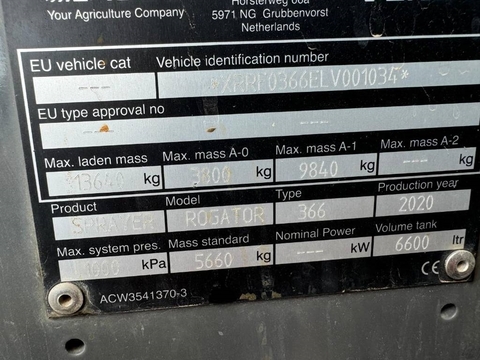 Your Agriculture Company
Horsterweg 66a
5971 NG Grubbenvorst
Netherlands
EU vehicle cat
Vehicle identification number
---
EU type approval no
---
Max. laden mass
Max. mass A-0
Max. mass A-1
Max. mass A-2
13640 kg
3800 kg
9840 kg
--- kg
Product
Model
Type
Production year
SPRAYER
ROGATOR
366
2020
Max. system pres.
Mass standard
Nominal Power
Volume tank
kPa
5660 kg
--- kW
6600 ltr
ACW3541370-3
CE